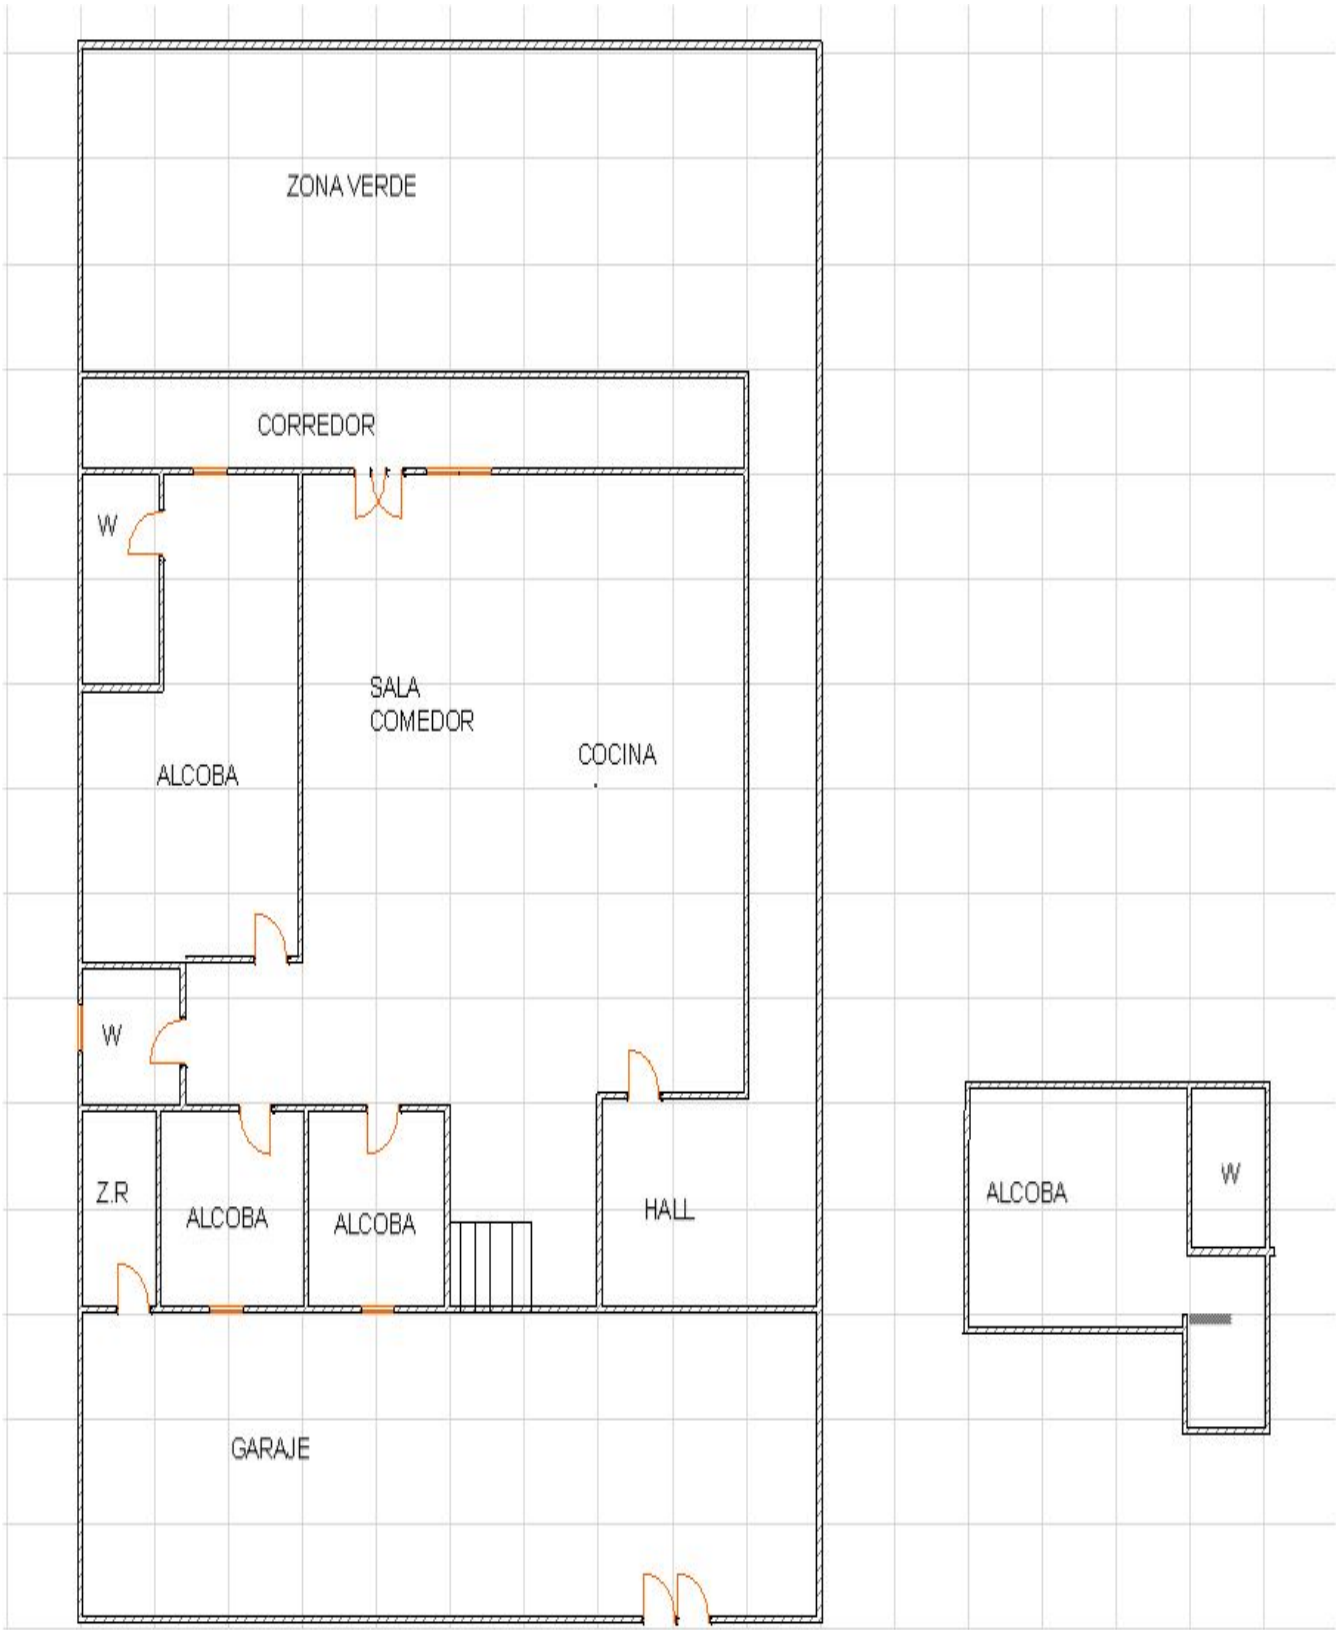 ZONA VERDE
CORREDOR
W
SALA
COMEDOR
COCINA
ALCOBA
W
Z.R
ALCOBA
ALCOBA
HALL
GARAJE
ALCOBA
W